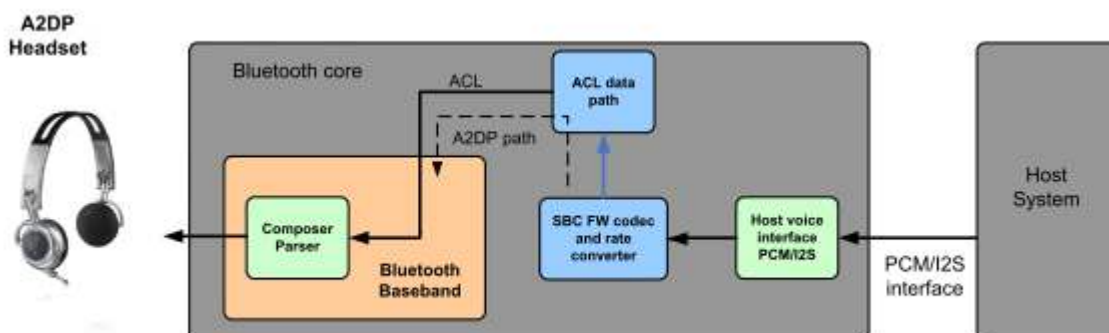 A2DP
Headset
Bluetooth core
ACL
ACL data
path
A2DP path
Host
System
Composer
Parser
SBC FW codec
and rate
converter
Host voice
interface
PCM/I2S
Bluetooth
Baseband
PCM/I2S
interface